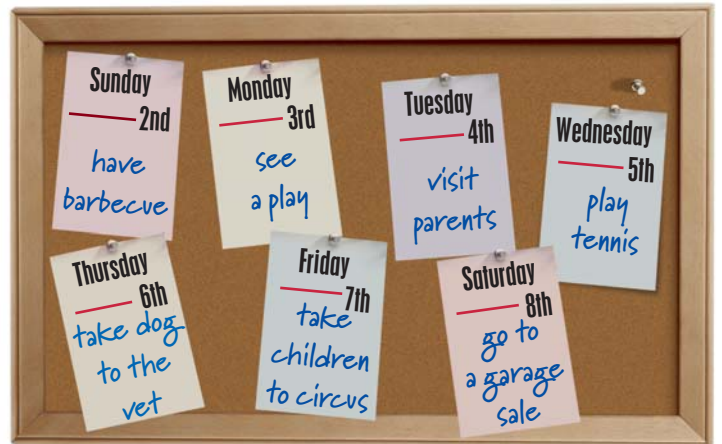 Sunday
2nd
have
barbecue
Monday
3rd
see
a play
Tuesday
4th
visit
parents
Wednesday
5th
play
tennis
Thursday
6th
take dog
to the
vet
Friday
7th
take
children
to circus
Saturday
8th
go to
a garage
sale